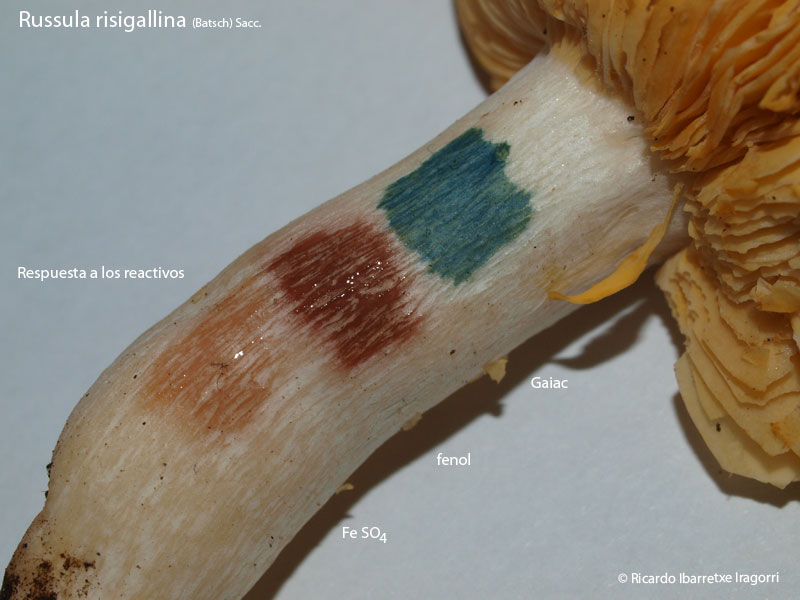 Russula risigallina (Batsch) Sacc.
Respuesta a los reactivos
Gaiac
fenol
Fe SO4
© Ricardo Ibarretxe Iragorri